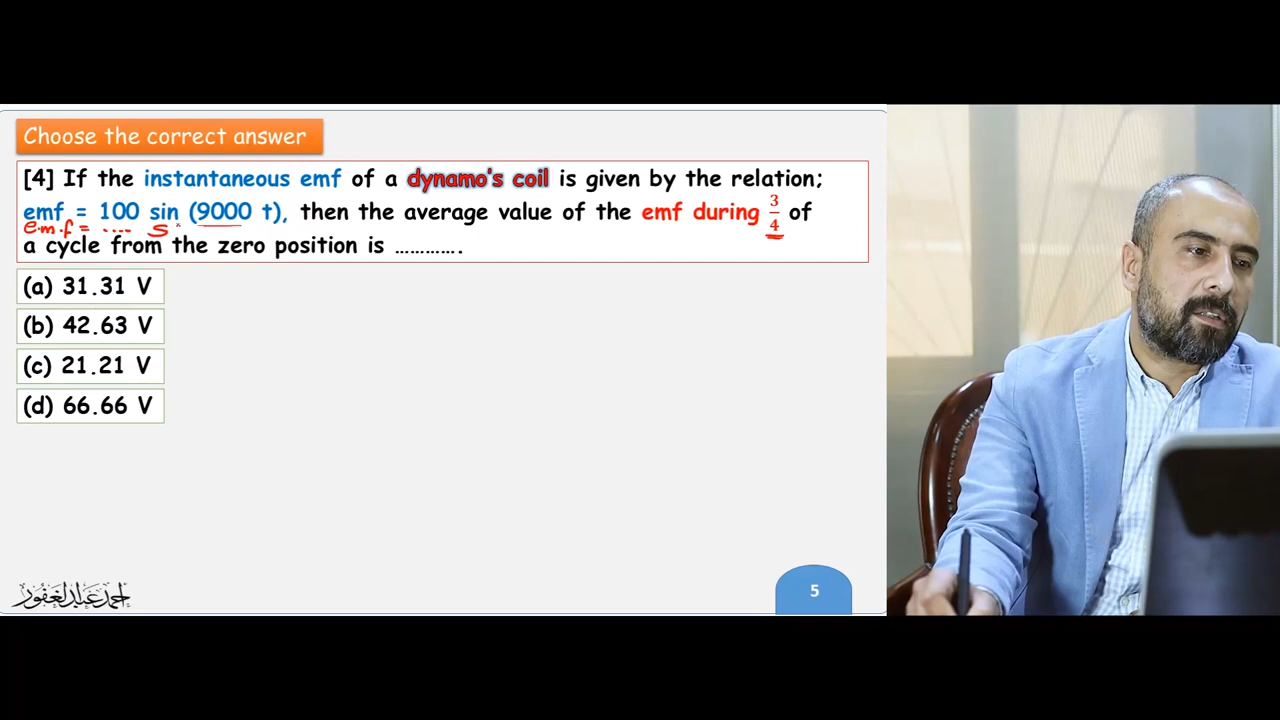 Choose the correct answer
[4] If the instantaneous emf of a dynamo's coil is given by the relation;
emf = 100 sin (9000 t), then the average value of the emf during 3/4 of
e.m.f = .... S
a cycle from the zero position is ………….
(a) 31.31 V
(b) 42.63 V
(c) 21.21 V
(d) 66.66 V
احمد عبد الغفور
5